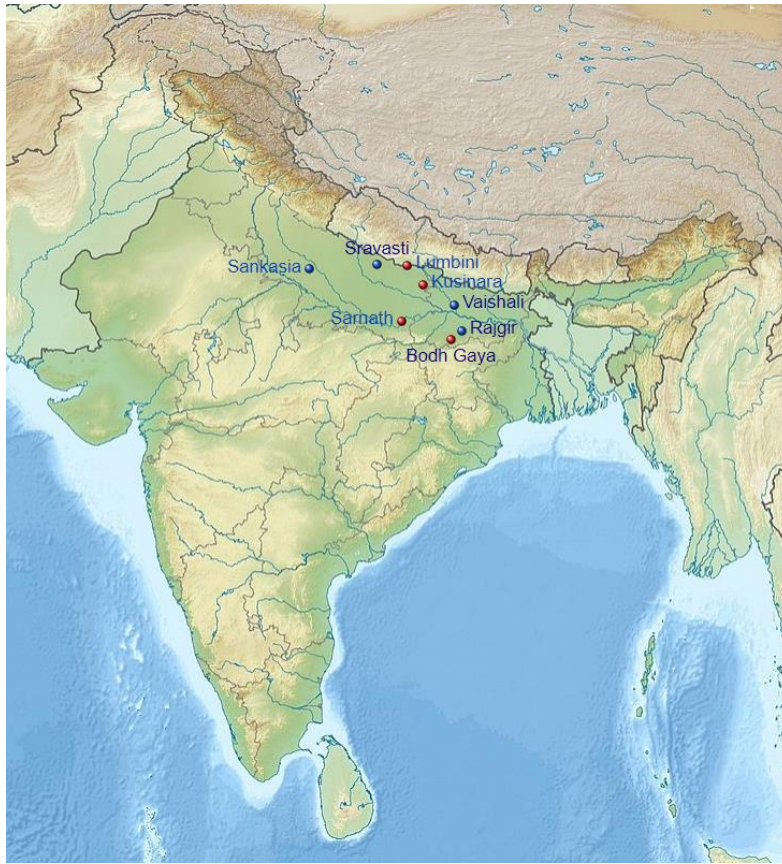 Sravasti
Lumbini
Sankasia
Kusinara
Vaishali
Sarnath
Rajgir
Bodh Gaya